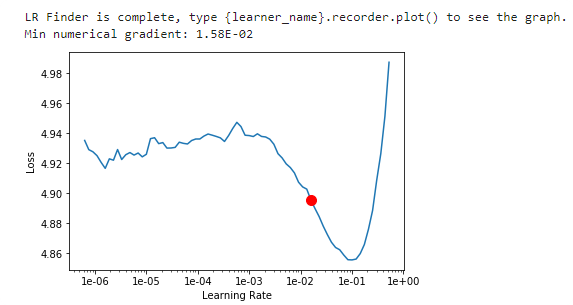 LR Finder is complete, type {learner_name}.recorder.plot() to see the graph.
Min numerical gradient: 1.58E-02
4.98
4.96
4.94
4.92
4.90
4.88
4.86
Loss
1e-06 1e-05 1e-04 1e-03 1e-02 1e-01 1e+00
Learning Rate